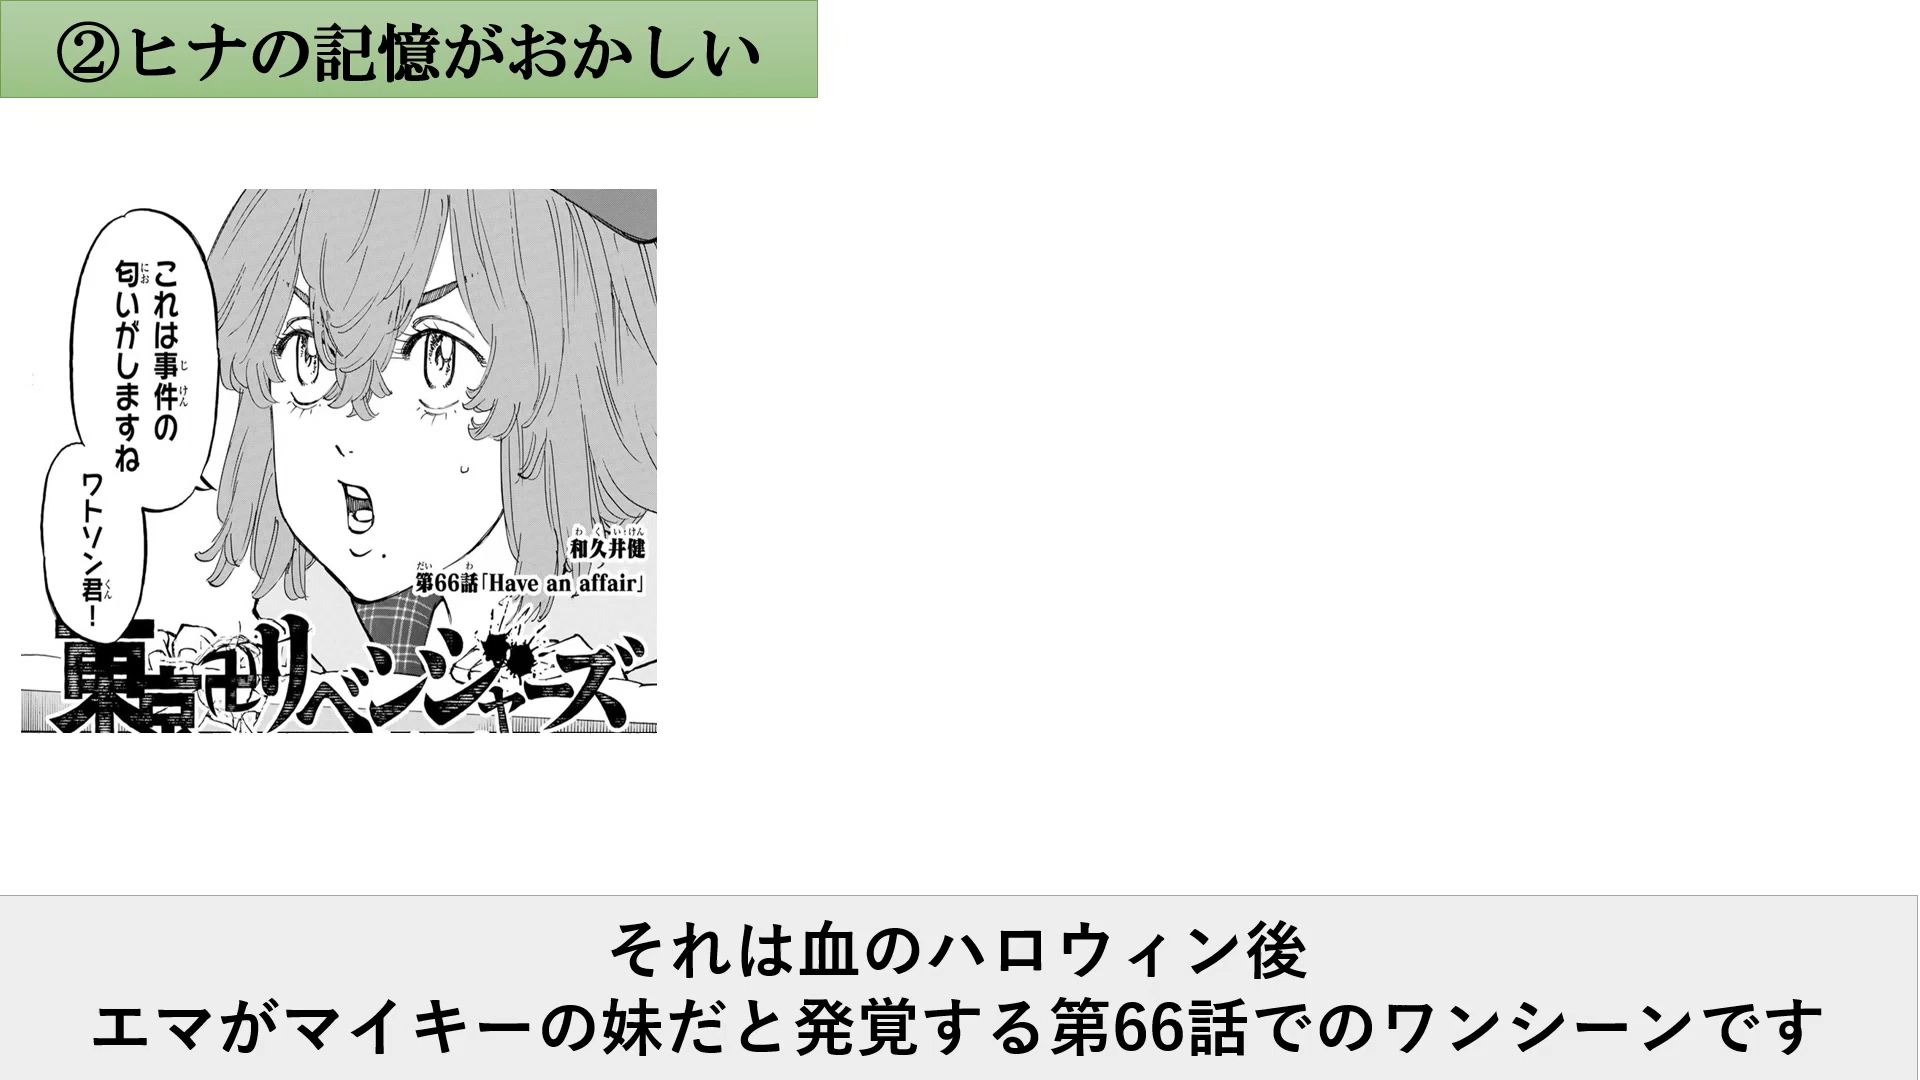 ②ヒナの記憶がおかしい
これは事件の
匂いがしますね
ワトソン君!
和久井健
第66話「Have an affair」
東京卍リベンジャーズ
それは血のハロウィン後
エマがマイキーの妹だと発覚する第66話でのワンシーンです